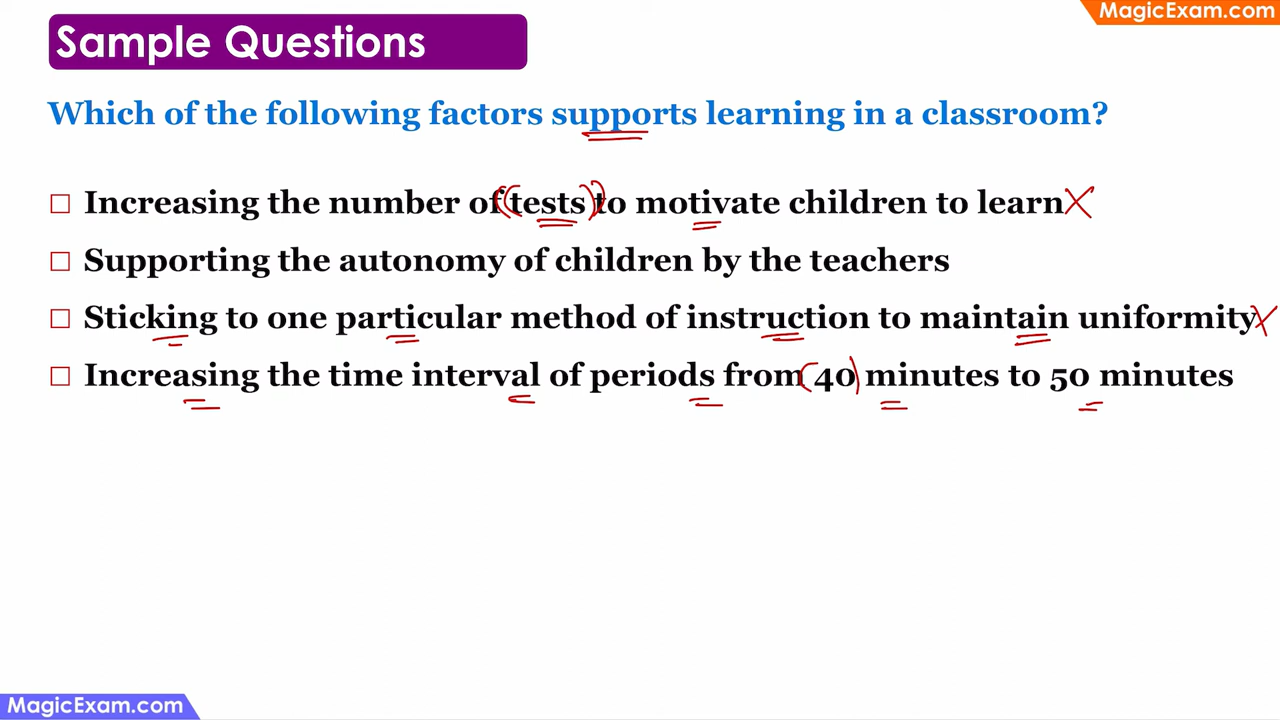 MagicExam.com
Sample Questions
Which of the following factors supports learning in a classroom?
Increasing the number of tests to motivate children to learn
Supporting the autonomy of children by the teachers
Sticking to one particular method of instruction to maintain uniformity
Increasing the time interval of periods from 40 minutes to 50 minutes
MagicExam.com